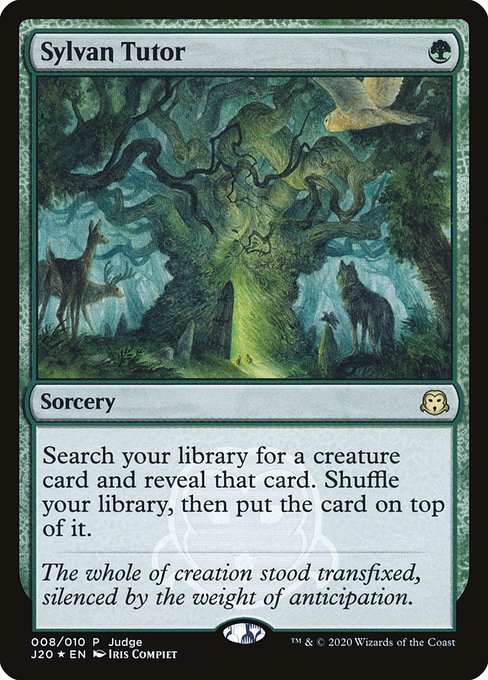 Sylvan Tutor
Sorcery
Search your library for a creature
card and reveal that card. Shuffle
your library, then put the card on top
of it.
The whole of creation stood transfixed,
silenced by the weight of anticipation.
008/010 P Judge
J20 ★ EN Iris Compiet
™ & © 2020 Wizards of the Coast